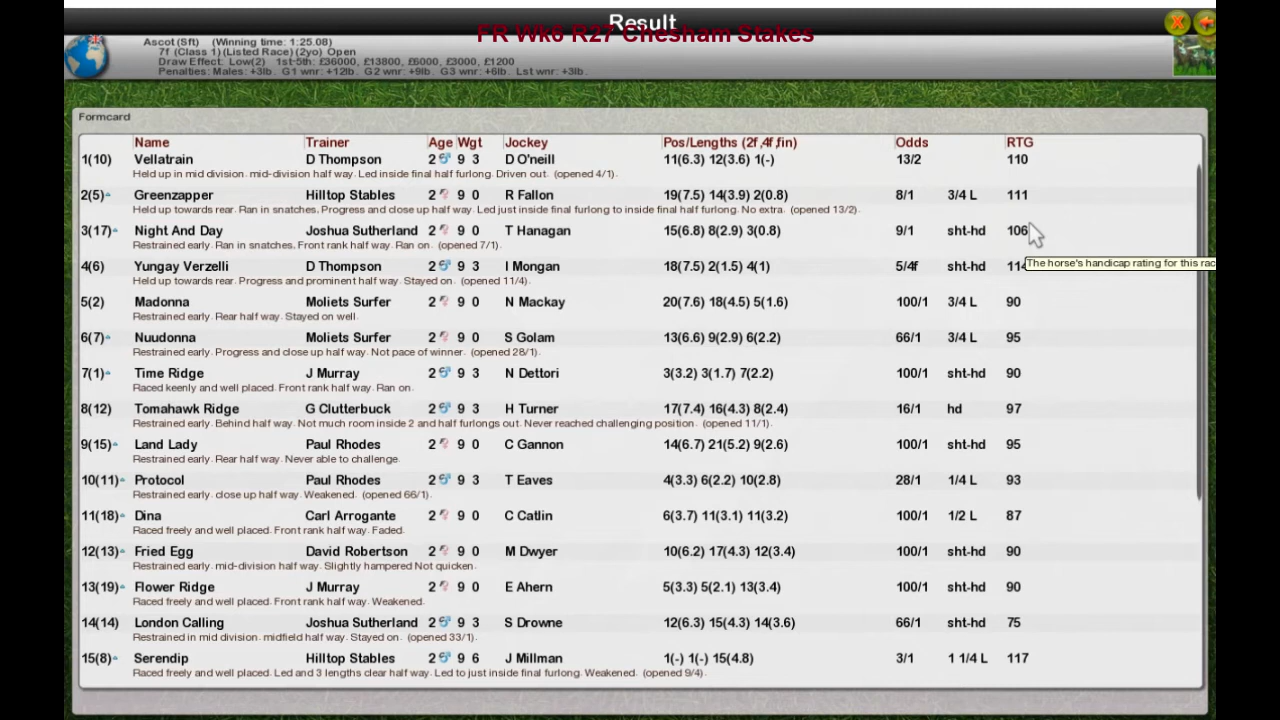 Result
FR Wk6 R27 Chesham Stakes
Ascot (Sft) (Winning time: 1:25.08)
7f (Class 1) (Listed Race) (2yo) Open
Draw Effect: Low(2) 1st-5th: £36000, £13800, £6000, £3000, £1200
Penalties: Males: +3lb. G1 wnr: +12lb. G2 wnr: +9lb. G3 wnr: +6lb. Lst wnr: +3lb.
Formcard
Name Trainer Age Wgt Jockey Pos/Lengths (2f,4f,fin) Odds RTG
1(10) Vellatrain D Thompson 2 9 3 D O'neill 11(6.3) 12(3.6) 1(-) 13/2 110
Held up in mid division. mid-division half way. Led inside final half furlong. Driven out. (opened 4/1).
2(5) Greenzapper Hilltop Stables 2 9 0 R Fallon 19(7.5) 14(3.9) 2(0.8) 8/1 3/4 L 111
Held up towards rear. Ran in snatches. Progress and close up half way. Led just inside final furlong to inside final half furlong. No extra. (opened 13/2).
3(17) Night And Day Joshua Sutherland 2 9 0 T Hanagan 15(6.8) 8(2.9) 3(0.8) 9/1 sht-hd 106
Restrained early. Ran in snatches. Front rank half way. Ran on. (opened 7/1).
4(6) Yungay Verzelli D Thompson 2 9 3 I Mongan 18(7.5) 2(1.5) 4(1) 5/4f sht-hd 114
The horse's handicap rating for this rac
Held up towards rear. Progress and prominent half way. Stayed on. (opened 11/4).
5(2) Madonna Moliets Surfer 2 9 0 N Mackay 20(7.6) 18(4.5) 5(1.6) 100/1 3/4 L 90
Restrained early. Rear half way. Stayed on well.
6(7) Nuudonna Moliets Surfer 2 9 0 S Golam 13(6.6) 9(2.9) 6(2.2) 66/1 3/4 L 95
Restrained early. Progress and close up half way. Not pace of winner. (opened 28/1).
7(1) Time Ridge J Murray 2 9 3 N Dettori 3(3.2) 3(1.7) 7(2.2) 100/1 sht-hd 90
Raced keenly and well placed. Front rank half way. Ran on.
8(12) Tomahawk Ridge G Clutterbuck 2 9 3 H Turner 17(7.4) 16(4.3) 8(2.4) 16/1 hd 97
Restrained early. Behind half way. Not much room inside 2 and half furlongs out. Never reached challenging position. (opened 11/1).
9(15) Land Lady Paul Rhodes 2 9 0 C Gannon 14(6.7) 21(5.2) 9(2.6) 100/1 sht-hd 95
Restrained early. Rear half way. Never able to challenge.
10(11) Protocol Paul Rhodes 2 9 3 T Eaves 4(3.3) 6(2.2) 10(2.8) 28/1 1/4 L 93
Restrained early. close up half way. Weakened. (opened 66/1).
11(18) Dina Carl Arrogante 2 9 0 C Catlin 6(3.7) 11(3.1) 11(3.2) 100/1 1/2 L 87
Raced freely and well placed. Front rank half way. Faded.
12(13) Fried Egg David Robertson 2 9 0 M Dwyer 10(6.2) 17(4.3) 12(3.4) 100/1 sht-hd 90
Restrained early. mid-division half way. Slightly hampered Not quicken.
13(19) Flower Ridge J Murray 2 9 0 E Ahern 5(3.3) 5(2.1) 13(3.4) 100/1 sht-hd 90
Raced freely and well placed. Front rank half way. Weakened.
14(14) London Calling Joshua Sutherland 2 9 3 S Drowne 12(6.3) 15(4.3) 14(3.6) 66/1 sht-hd 75
Restrained in mid division. midfield half way. Stayed on. (opened 33/1).
15(8) Serendip Hilltop Stables 2 9 6 J Millman 1(-) 1(-) 15(4.8) 3/1 1 1/4 L 117
Raced freely and well placed. Led and 3 lengths clear half way. Led to just inside final furlong. Weakened. (opened 9/4).